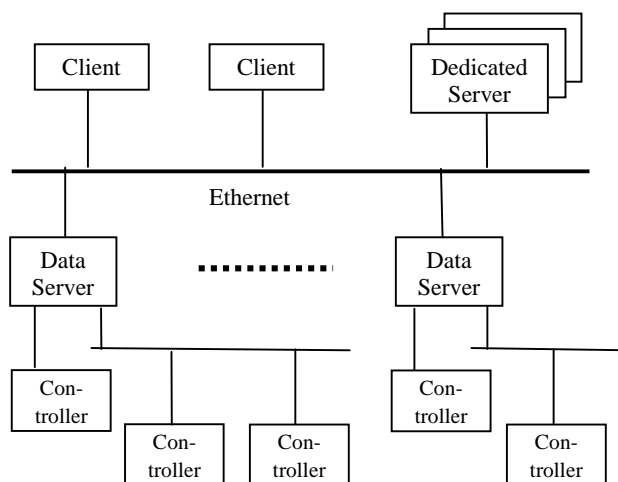 Client
Client
Dedicated
Server
Ethernet
Data
Server
Data
Server
Con-
troller
Con-
troller
Con-
troller
Con-
troller
Con-
troller